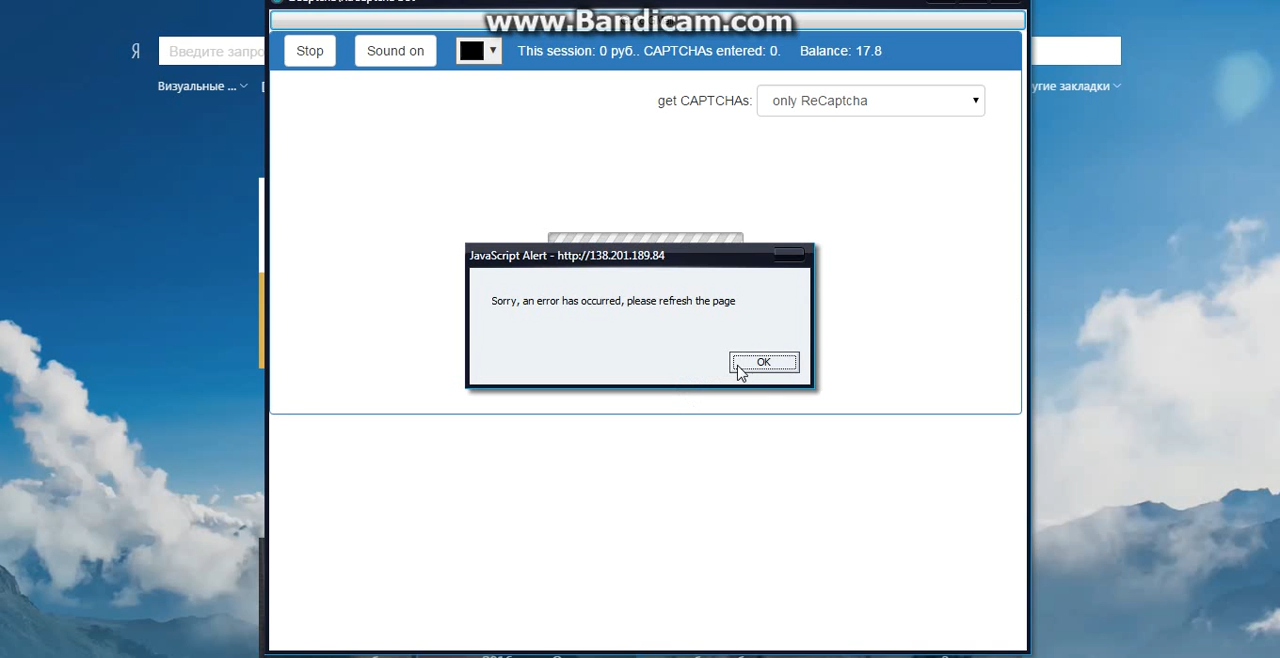 www.Bandicam.com
Я
Введите запро
Stop
Sound on
This session: 0 руб.. CAPTCHAs entered: 0.
Balance: 17.8
Визуальные ...
угие закладки
get CAPTCHAs:
only ReCaptcha
JavaScript Alert - http://138.201.189.84
Sorry, an error has occurred, please refresh the page
OK